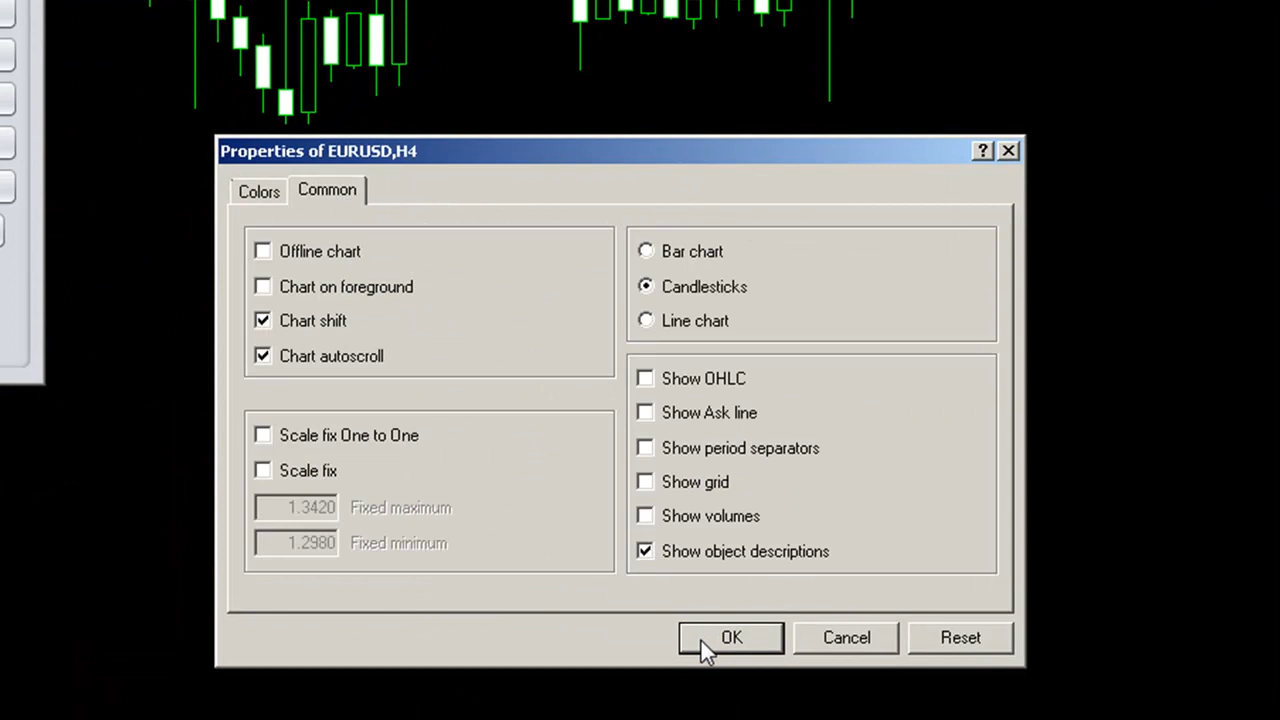 Properties of EURUSD,H4
Colors
Common
Offline chart
Chart on foreground
Chart shift
Chart autoscroll
Scale fix One to One
Scale fix
1.3420 Fixed maximum
1.2980 Fixed minimum
Bar chart
Candlesticks
Line chart
Show OHLC
Show Ask line
Show period separators
Show grid
Show volumes
Show object descriptions
OK
Cancel
Reset